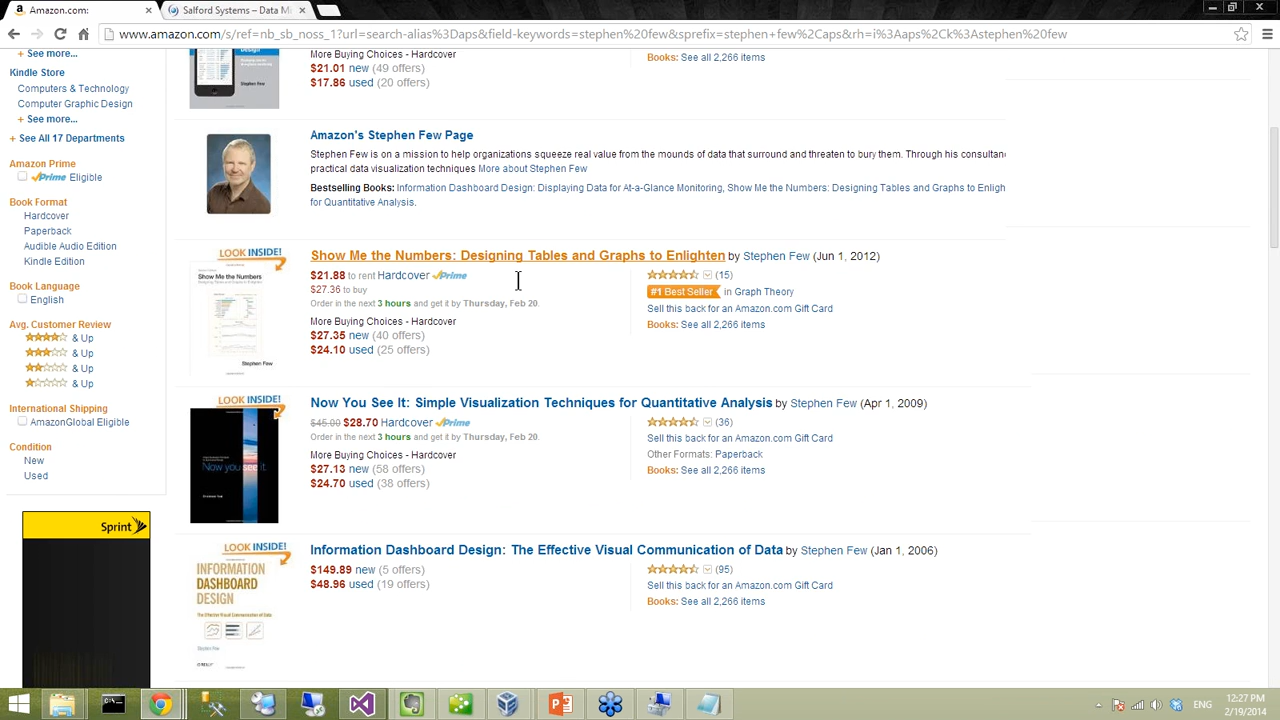 Amazon.com:
Salford Systems – Data Mi
www.amazon.com/s/ref=nb_sb_noss_1?url=search-alias%3Daps&field-keywords=stephen%20few&sprefix=stephen+few%2Caps&rh=i%3Aaps%2Ck%3Astephen%20few
+ See more...
Kindle Store
Computers & Technology
Computer Graphic Design
+ See more...
+ See All 17 Departments
Amazon Prime
Prime Eligible
Book Format
Hardcover
Paperback
Audible Audio Edition
Kindle Edition
Book Language
English
Avg. Customer Review
& Up
& Up
& Up
& Up
International Shipping
AmazonGlobal Eligible
Condition
New
Used
Sprint
Stephen Few
More Buying Choices - Hardcover
$21.01 new (49 offers)
$17.86 used (20 offers)
Books: See all 2,266 items
Amazon's Stephen Few Page
Stephen Few is on a mission to help organizations squeeze real value from the mounds of data that surround and threaten to bury them. Through his consultanc
practical data visualization techniques More about Stephen Few
Bestselling Books: Information Dashboard Design: Displaying Data for At-a-Glance Monitoring, Show Me the Numbers: Designing Tables and Graphs to Enligh
for Quantitative Analysis.
LOOK INSIDE!
Show Me the Numbers
Stephen Few
Show Me the Numbers: Designing Tables and Graphs to Enlighten by Stephen Few (Jun 1, 2012)
$21.88 to rent Hardcover Prime
$27.36 to buy
Order in the next 3 hours and get it by Thursday, Feb 20.
More Buying Choices - Hardcover
$27.35 new (40 offers)
$24.10 used (25 offers)
(15)
#1 Best Seller in Graph Theory
Sell this back for an Amazon.com Gift Card
Books: See all 2,266 items
LOOK INSIDE!
Now you see it.
Now You See It: Simple Visualization Techniques for Quantitative Analysis by Stephen Few (Apr 1, 2009)
$45.00 $28.70 Hardcover Prime
Order in the next 3 hours and get it by Thursday, Feb 20.
More Buying Choices - Hardcover
$27.13 new (56 offers)
$24.70 used (38 offers)
(36)
Sell this back for an Amazon.com Gift Card
Other Formats: Paperback
Books: See all 2,266 items
LOOK INSIDE!
INFORMATION
DASHBOARD
DESIGN
The Effective Visual Communication of Data
Stephen Few
O'REILLY
Information Dashboard Design: The Effective Visual Communication of Data by Stephen Few (Jan 1, 2006)
$149.89 new (5 offers)
$48.96 used (19 offers)
(95)
Sell this back for an Amazon.com Gift Card
Books: See all 2,266 items
ENG
12:27 PM
2/19/2014